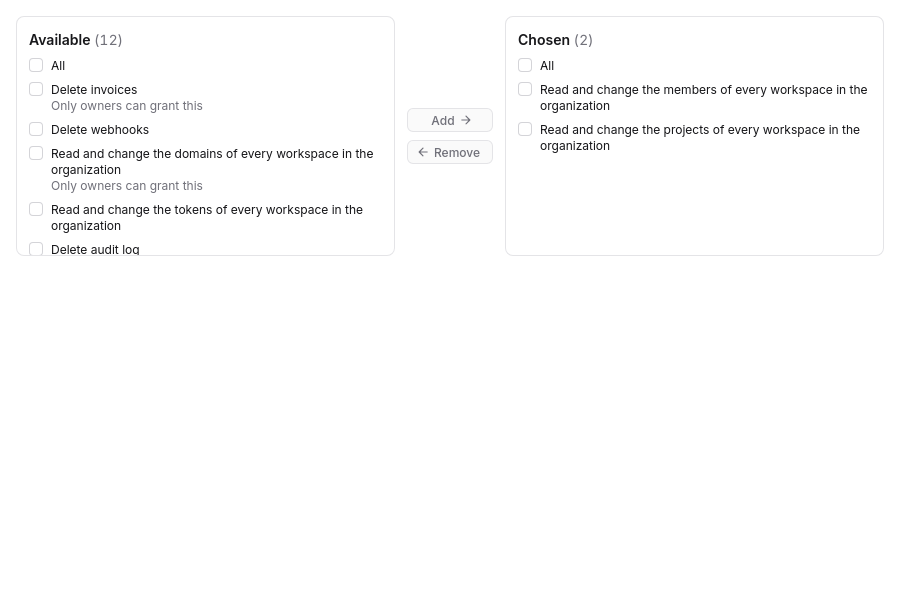 Available (12)
All
Delete invoices
Only owners can grant this
Delete webhooks
Read and change the domains of every workspace in the
organization
Only owners can grant this
Read and change the tokens of every workspace in the
organization
Delete audit log
Add
Remove
Chosen (2)
All
Read and change the members of every workspace in the
organization
Read and change the projects of every workspace in the
organization